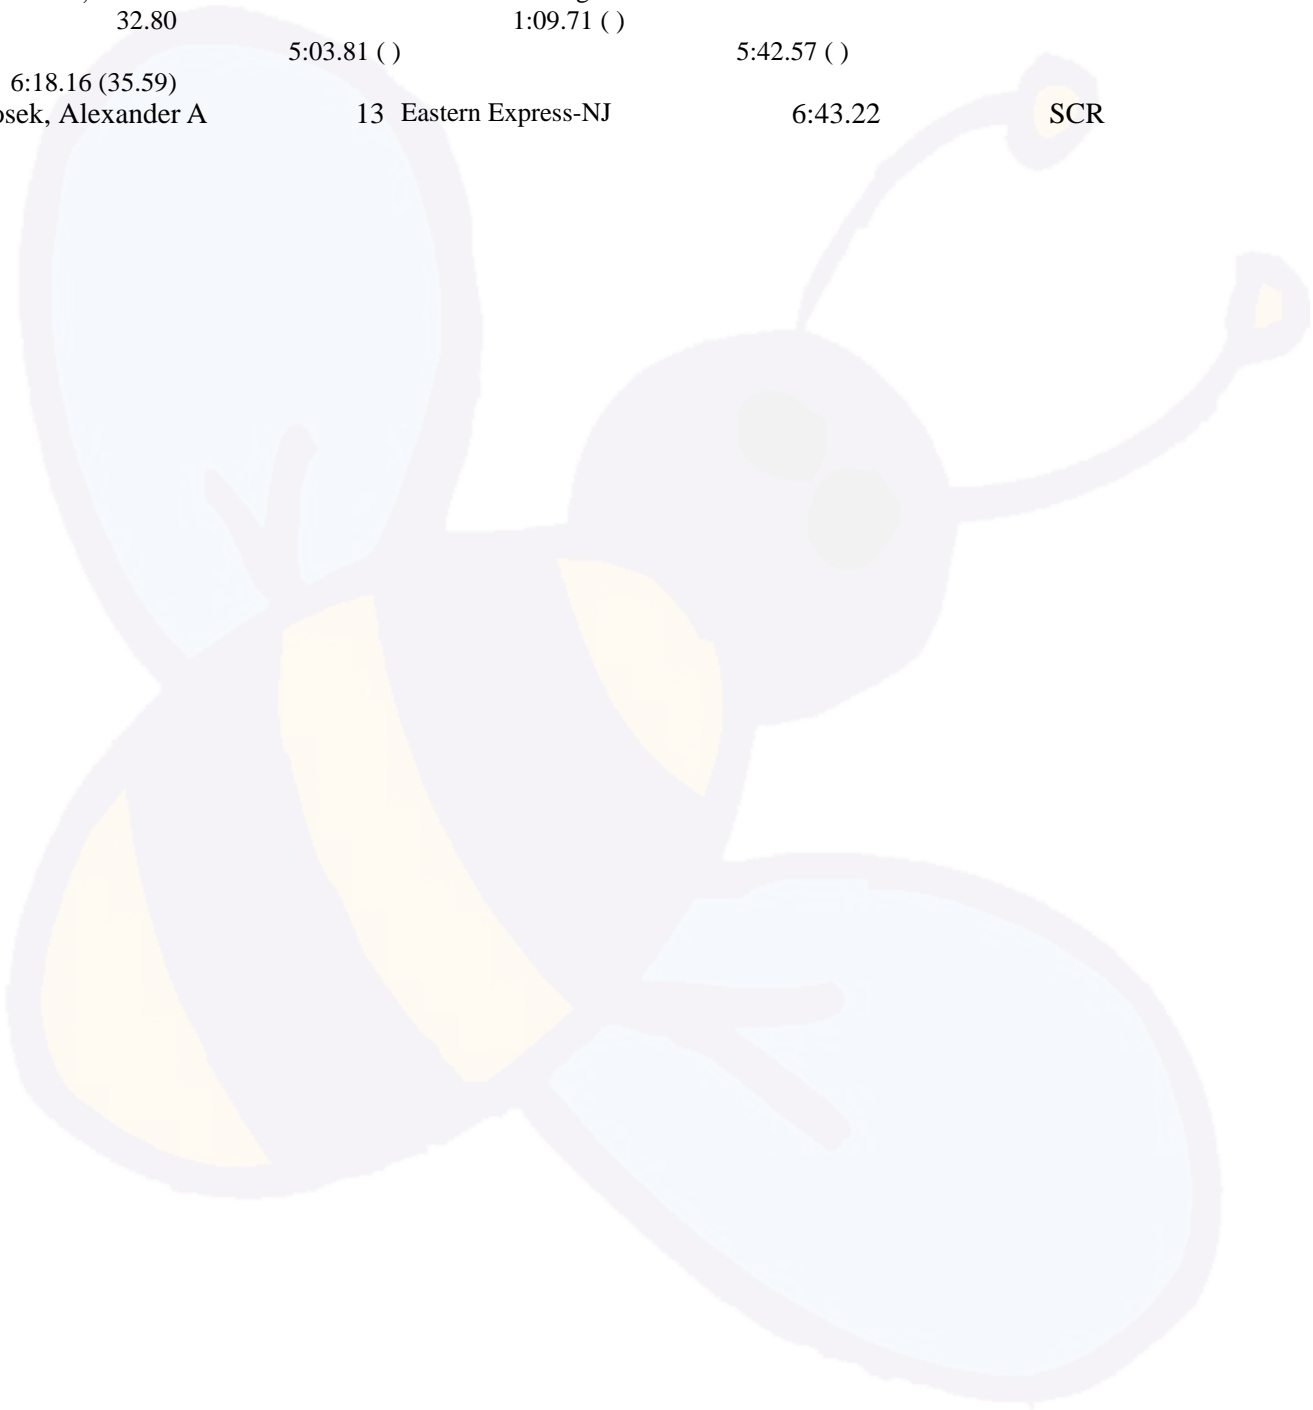 32.80 1:09.71 ( )
5:03.81 ( ) 5:42.57 ( )
6:18.16 (35.59)
osek, Alexander A 13 Eastern Express-NJ 6:43.22 SCR